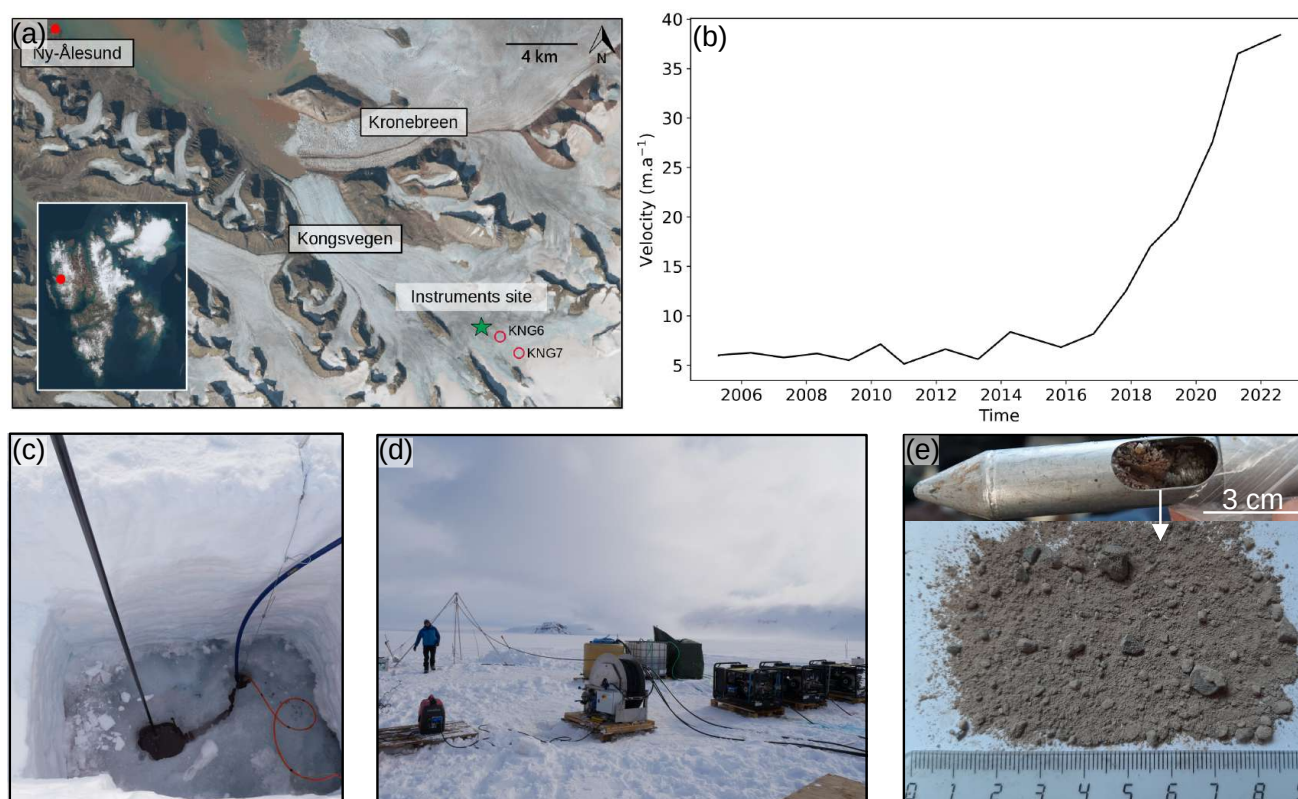 (a)
Ny-Ålesund
4 km
N
Kronebreen
Kongsvegen
Instruments site
KNG6
KNG7
(b)
40
35
30
25
20
15
10
5
Velocity (m.a⁻¹)
2006 2008 2010 2012 2014 2016 2018 2020 2022
Time
(c)
(d)
(e)
3 cm
0 1 2 3 4 5 6 7 8